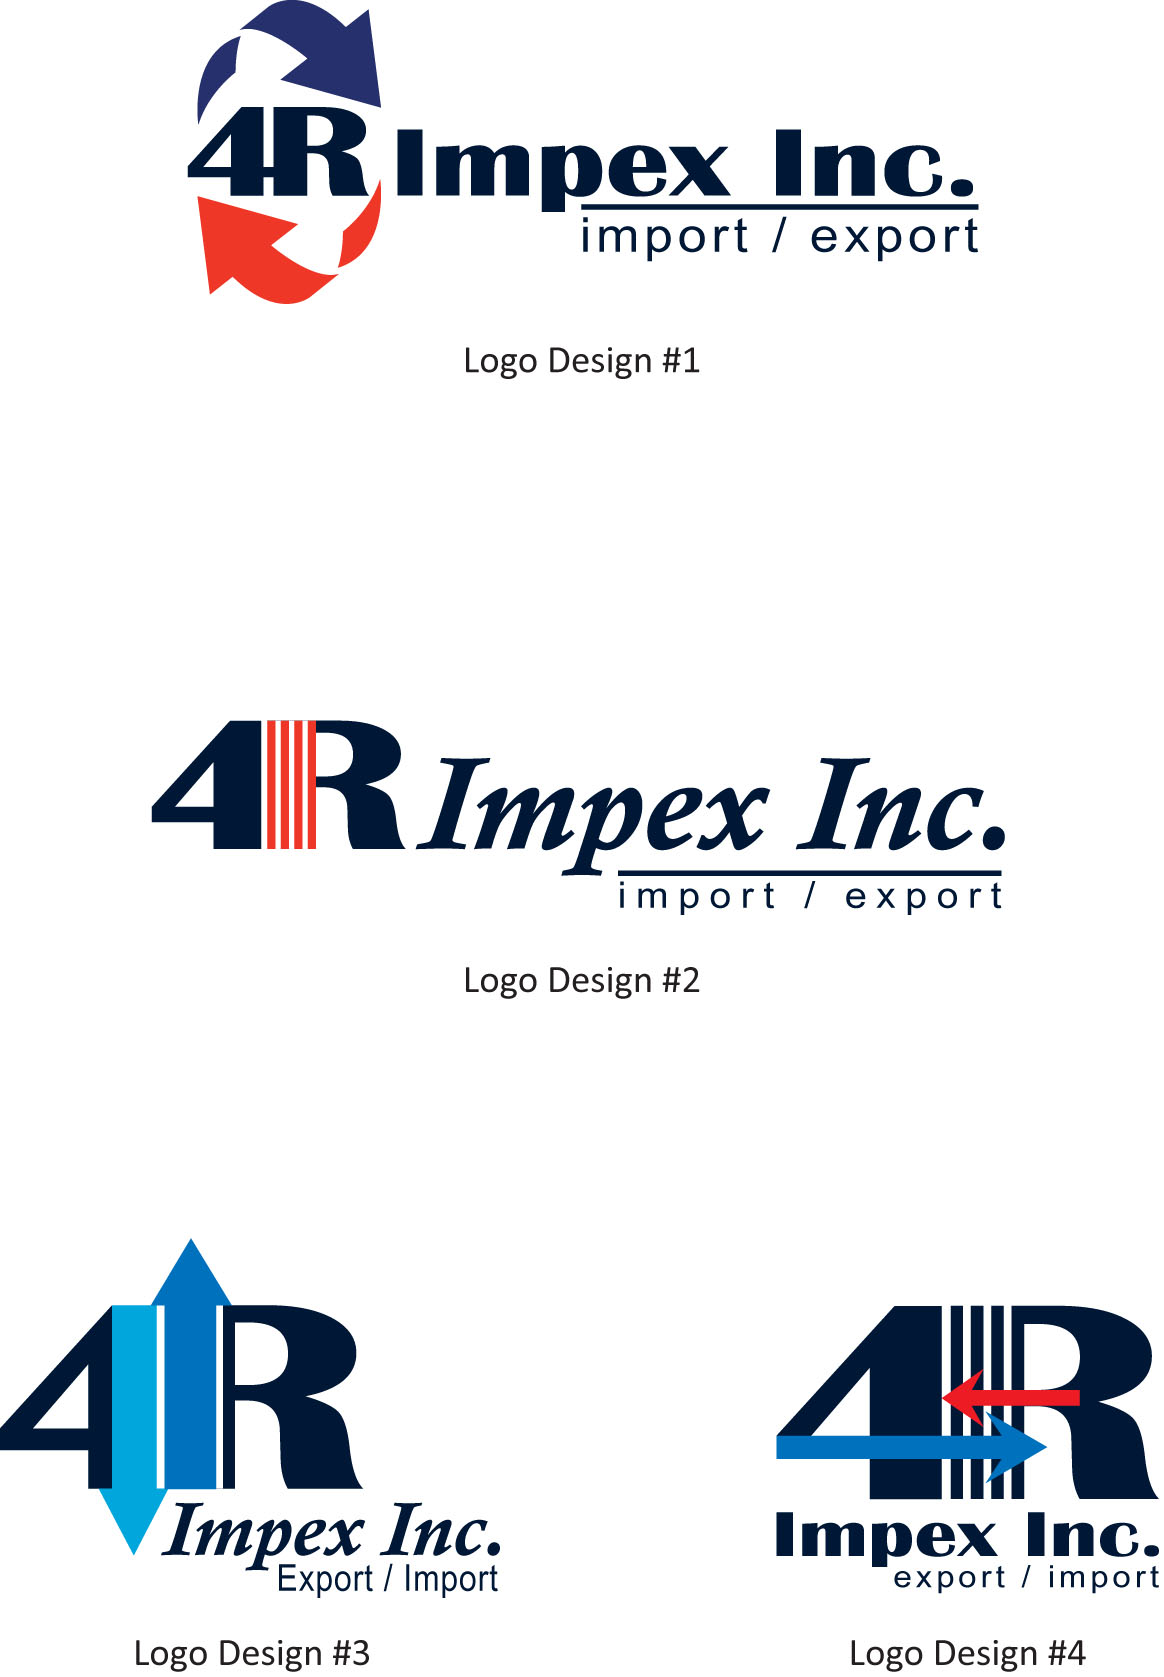 4R Impex Inc.
import / export
Logo Design #1
4R Impex Inc.
import / export
Logo Design #2
4R
Impex Inc.
Export / Import
Logo Design #3
4R
Impex Inc.
export / import
Logo Design #4